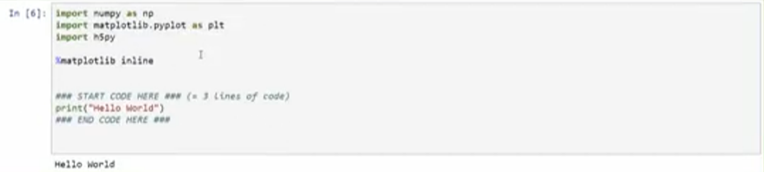 In [6]: import numpy as np
import matplotlib.pyplot as plt
import h5py
%matplotlib inline
### START CODE HERE ### (≈ 3 lines of code)
print("Hello World")
### END CODE HERE ###
Hello World